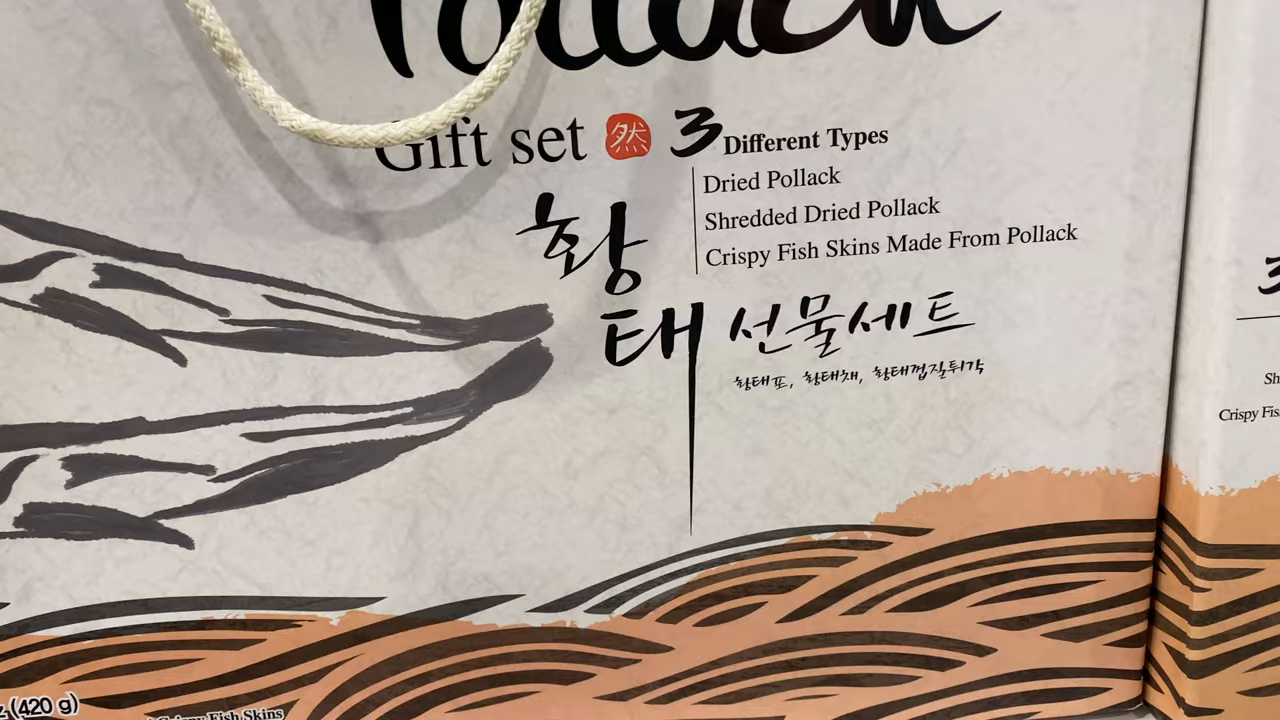 Pollack
Gift set 然 3 Different Types
Dried Pollack
Shredded Dried Pollack
Crispy Fish Skins Made From Pollack
황태 선물세트
황태포, 황태채, 황태껍질튀각
(420 g)
Crispy Fish Skins
3
Sh
Crispy Fis